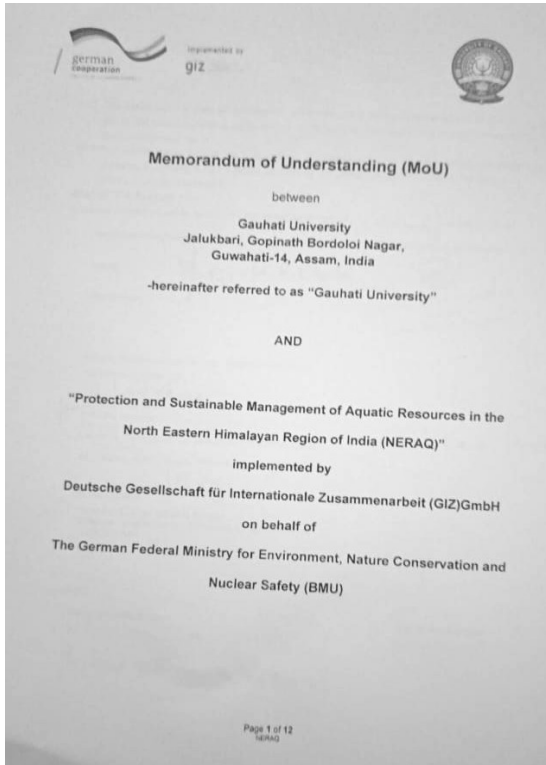 german
cooperation
implemented by
giz
Memorandum of Understanding (MoU)
between
Gauhati University
Jalukbari, Gopinath Bordoloi Nagar,
Guwahati-14, Assam, India
-hereinafter referred to as “Gauhati University”
AND
“Protection and Sustainable Management of Aquatic Resources in the
North Eastern Himalayan Region of India (NERAQ)”
implemented by
Deutsche Gesellschaft für Internationale Zusammenarbeit (GIZ)GmbH
on behalf of
The German Federal Ministry for Environment, Nature Conservation and
Nuclear Safety (BMU)
Page 1 of 12
NERAQ